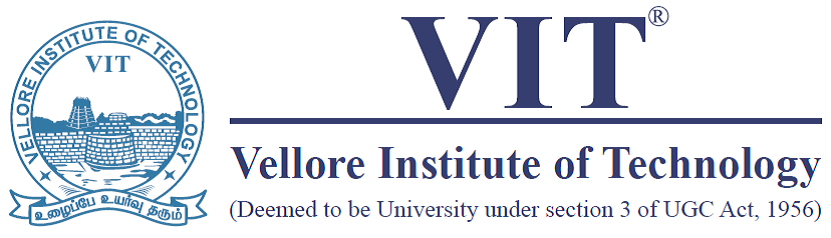 VELLORE INSTITUTE OF TECHNOLOGY
VIT
உழைப்பே உயர்வு தரும்
VIT®
Vellore Institute of Technology
(Deemed to be University under section 3 of UGC Act, 1956)